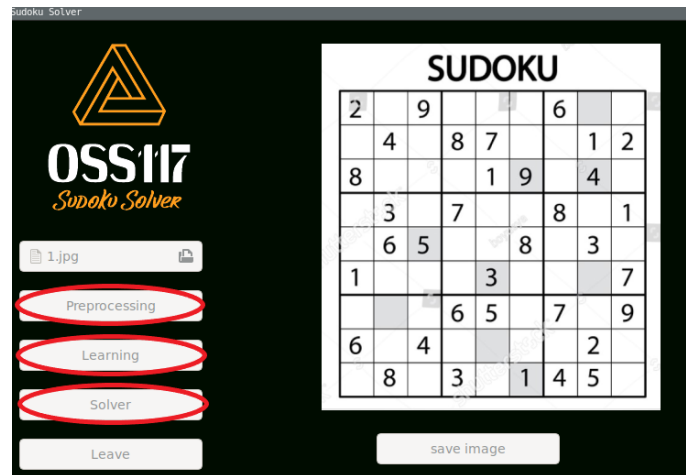 Sudoku Solver
OSS117
Sudoku Solver
1.jpg
Preprocessing
Learning
Solver
Leave
SUDOKU
2 9 6
4 8 7 1 2
8 1 9 4
3 7 8 1
6 5 8 3
1 3 7
6 5 7 9
6 4 2
8 3 1 4 5
save image